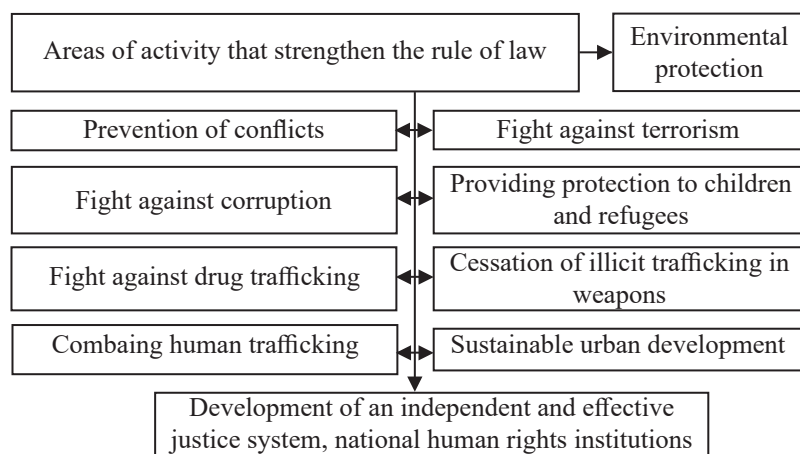 Areas of activity that strengthen the rule of law
Environmental
protection
Prevention of conflicts
Fight against terrorism
Fight against corruption
Providing protection to children
and refugees
Fight against drug trafficking
Cessation of illicit trafficking in
weapons
Combaing human trafficking
Sustainable urban development
Development of an independent and effective
justice system, national human rights institutions